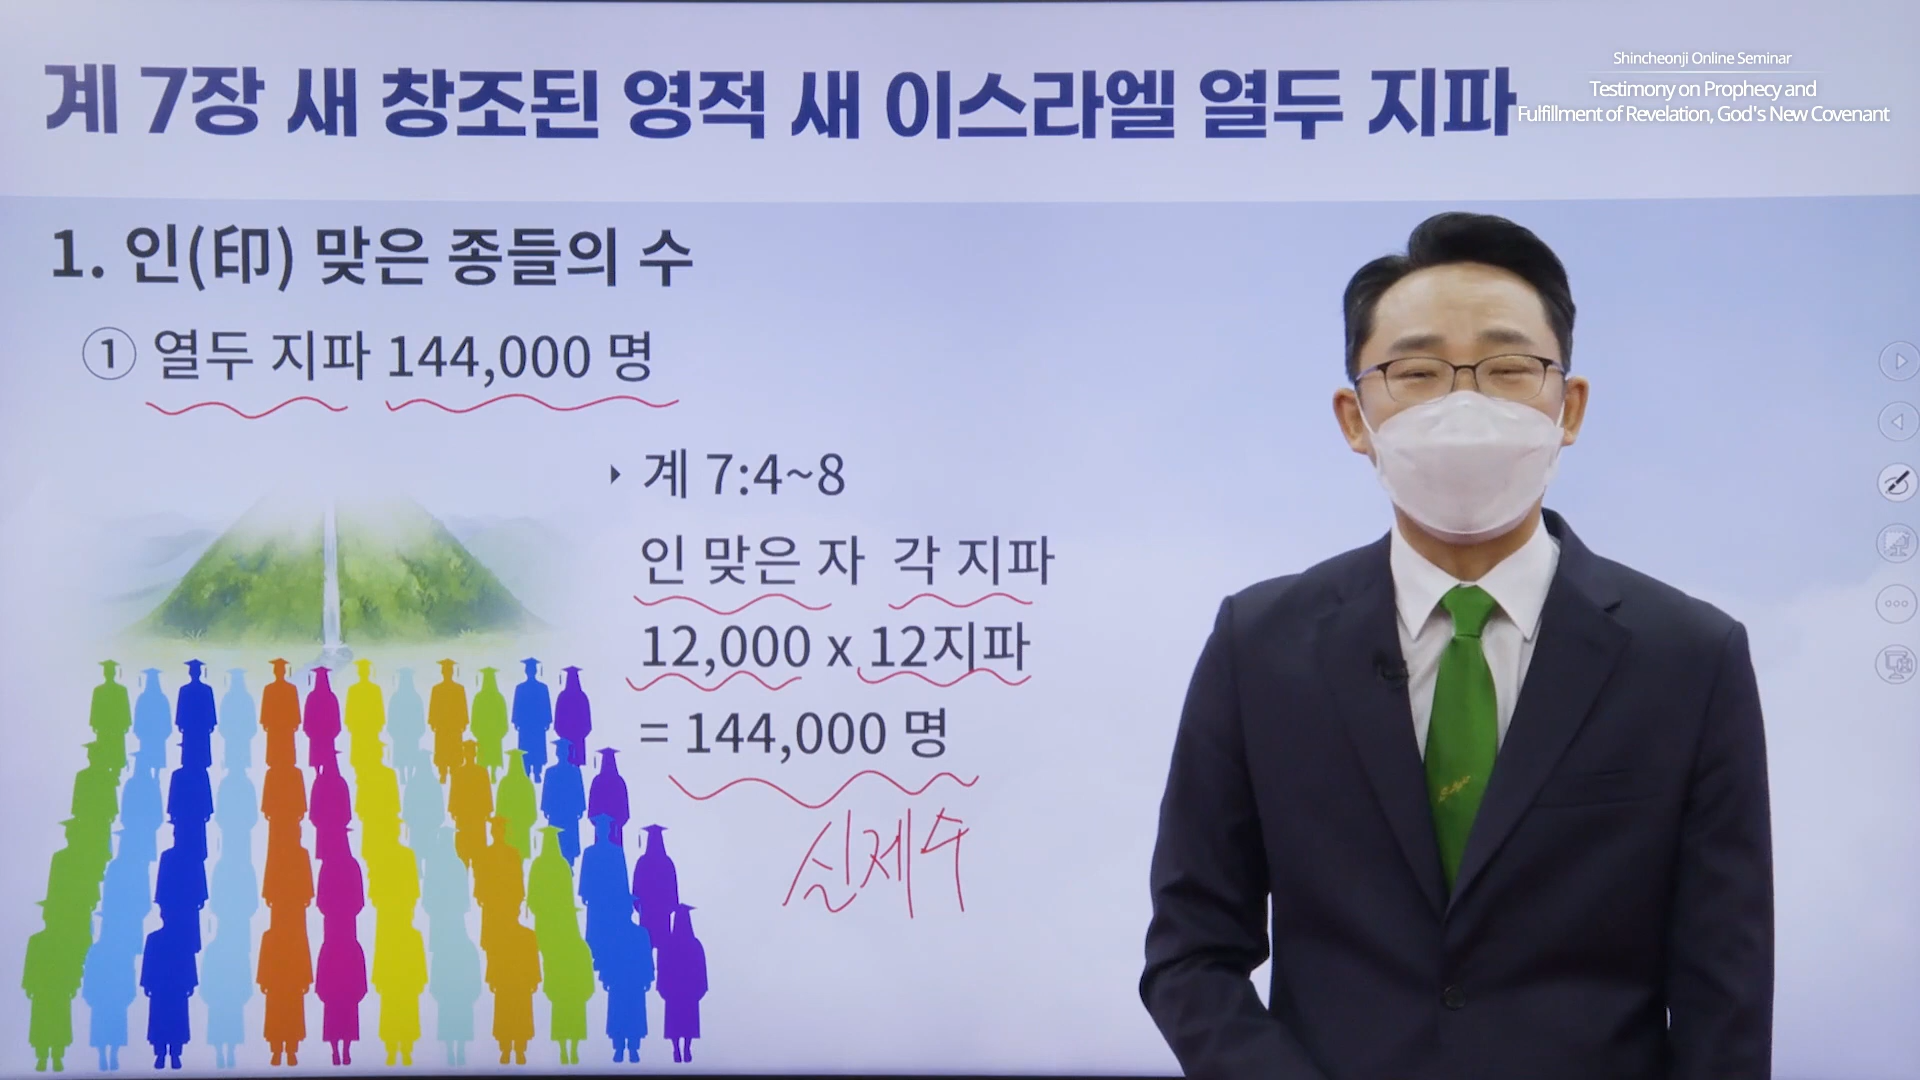 계 7장 새 창조된 영적 새 이스라엘 열두 지파
Shincheonji Online Seminar
Testimony on Prophecy and
Fulfillment of Revelation, God's New Covenant
1. 인(印) 맞은 종들의 수
① 열두 지파 144,000 명
‣ 계 7:4~8
인 맞은 자 각 지파
12,000 x 12지파
= 144,000 명
실제수